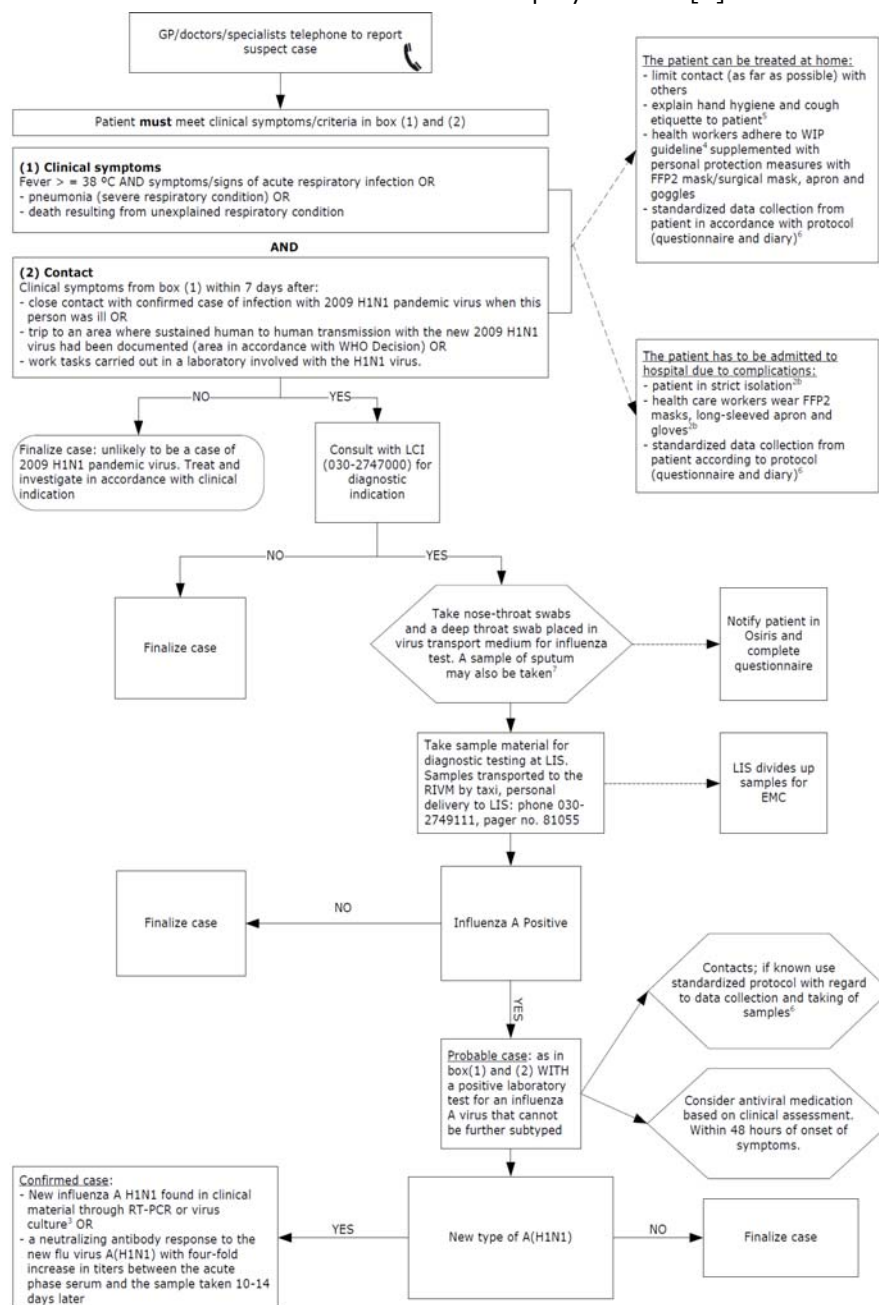 GP/doctors/specialists telephone to report
suspect case
Patient must meet clinical symptoms/criteria in box (1) and (2)
(1) Clinical symptoms
Fever > = 38 ºC AND symptoms/signs of acute respiratory infection OR
- pneumonia (severe respiratory condition) OR
- death resulting from unexplained respiratory condition
AND
(2) Contact
Clinical symptoms from box (1) within 7 days after:
- close contact with confirmed case of infection with 2009 H1N1 pandemic virus when this
person was ill OR
- trip to an area where sustained human to human transmission with the new 2009 H1N1
virus had been documented (area in accordance with WHO Decision) OR
- work tasks carried out in a laboratory involved with the H1N1 virus.
The patient can be treated at home:
- limit contact (as far as possible) with
others
- explain hand hygiene and cough
etiquette to patient5
- health workers adhere to WIP
guideline4 supplemented with
personal protection measures with
FFP2 mask/surgical mask, apron and
goggles
- standardized data collection from
patient in accordance with protocol
(questionnaire and diary)6
The patient has to be admitted to
hospital due to complications:
- patient in strict isolation2b
- health care workers wear FFP2
masks, long-sleeved apron and
gloves2b
- standardized data collection from
patient according to protocol
(questionnaire and diary)6
NO
YES
Finalize case: unlikely to be a case of
2009 H1N1 pandemic virus. Treat and
investigate in accordance with clinical
indication
Consult with LCI
(030-2747000) for
diagnostic
indication
NO
YES
Finalize case
Take nose-throat swabs
and a deep throat swab placed in
virus transport medium for influenza
test. A sample of sputum
may also be taken7
Notify patient in
Osiris and
complete
questionnaire
Take sample material for
diagnostic testing at LIS.
Samples transported to the
RIVM by taxi, personal
delivery to LIS: phone 030-
2749111, pager no. 81055
LIS divides up
samples for
EMC
Finalize case
NO
Influenza A Positive
YES
Contacts; if known use
standardized protocol with regard
to data collection and taking of
samples6
Probable case: as in
box(1) and (2) WITH
a positive laboratory
test for an influenza
A virus that cannot
be further subtyped
Consider antiviral medication
based on clinical assessment.
Within 48 hours of onset of
symptoms.
Confirmed case:
- New influenza A H1N1 found in clinical
material through RT-PCR or virus
culture3 OR
- a neutralizing antibody response to the
new flu virus A(H1N1) with four-fold
increase in titers between the acute
phase serum and the sample taken 10-14
days later
YES
New type of A(H1N1)
NO
Finalize case